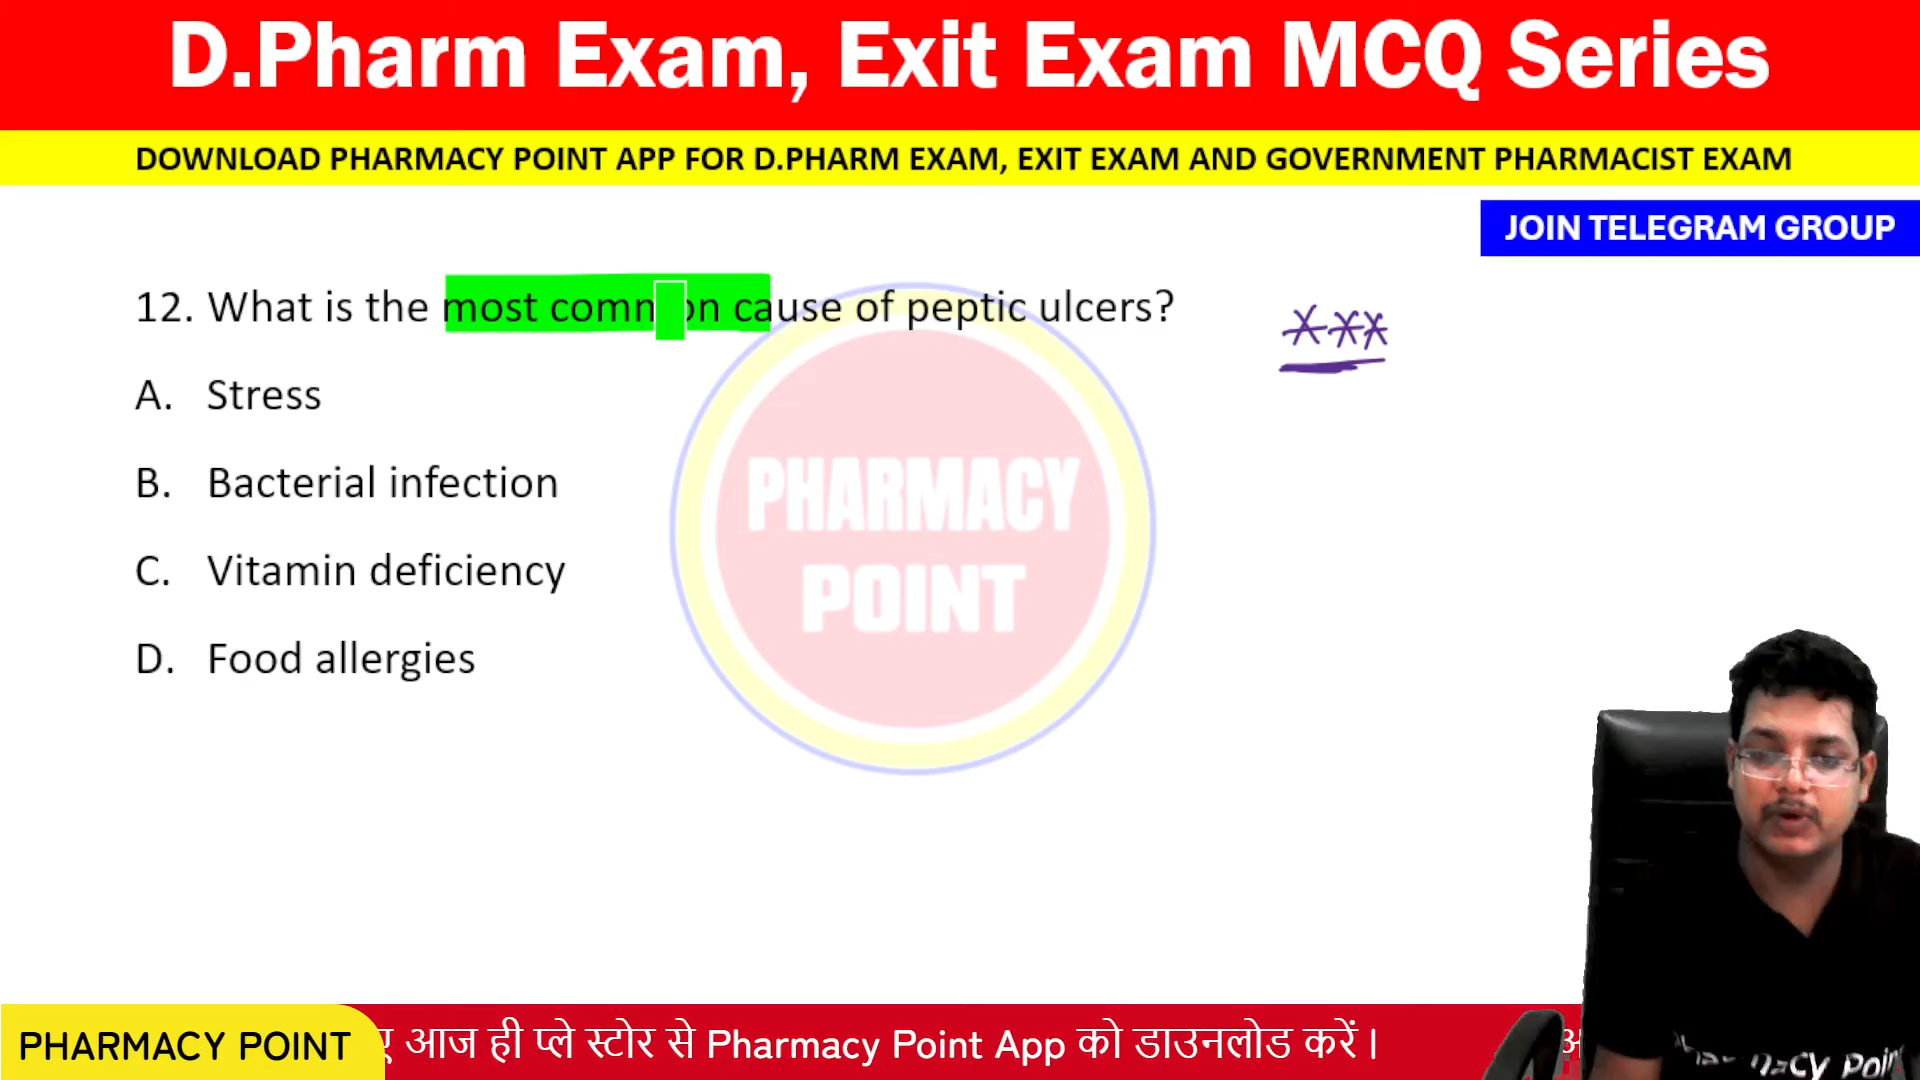 D.Pharm Exam, Exit Exam MCQ Series
DOWNLOAD PHARMACY POINT APP FOR D.PHARM EXAM, EXIT EXAM AND GOVERNMENT PHARMACIST EXAM
JOIN TELEGRAM GROUP
12. What is the most common cause of peptic ulcers?
A. Stress
B. Bacterial infection
C. Vitamin deficiency
D. Food allergies
PHARMACY
POINT
PHARMACY POINT
आज ही प्ले स्टोर से Pharmacy Point App को डाउनलोड करें।